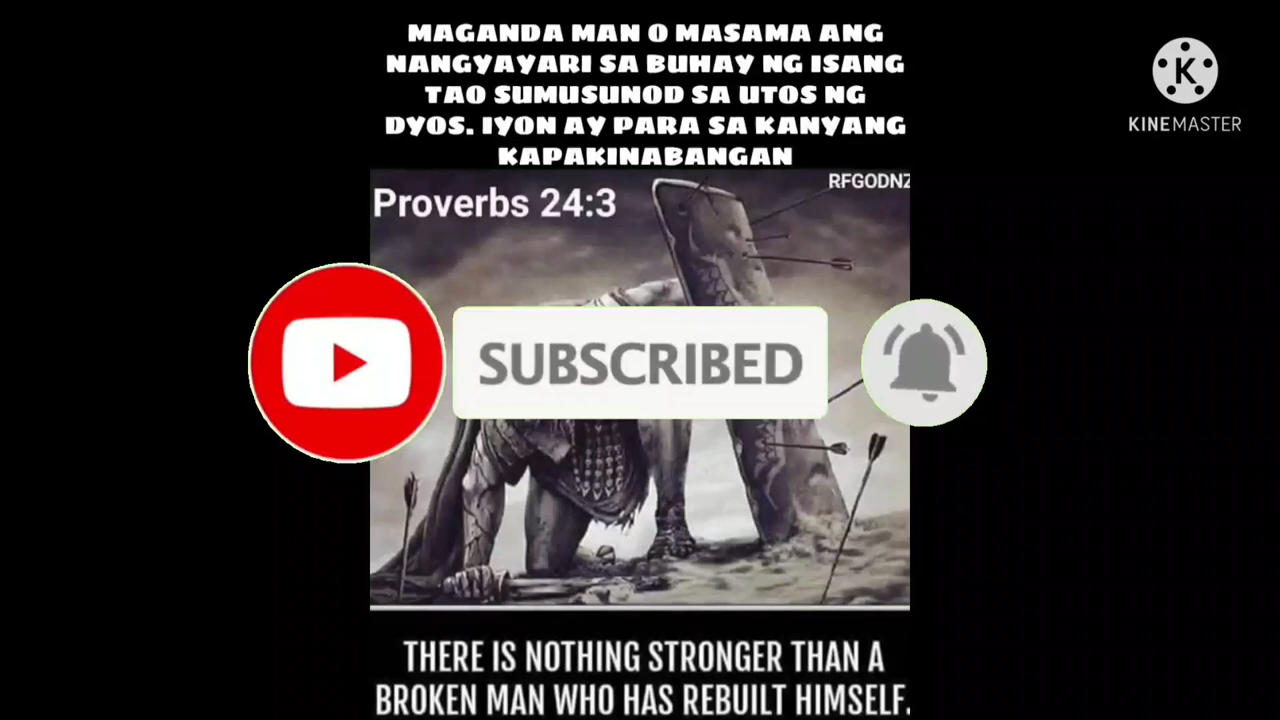 MAGANDA MAN O MASAMA ANG
NANGYAYARI SA BUHAY NG ISANG
TAO SUMUSUNOD SA UTOS NG
DYOS. IYON AY PARA SA KANYANG
KAPAKINABANGAN
K
KINEMASTER
RFGODNZ
Proverbs 24:3
SUBSCRIBED
THERE IS NOTHING STRONGER THAN A
BROKEN MAN WHO HAS REBUILT HIMSELF.